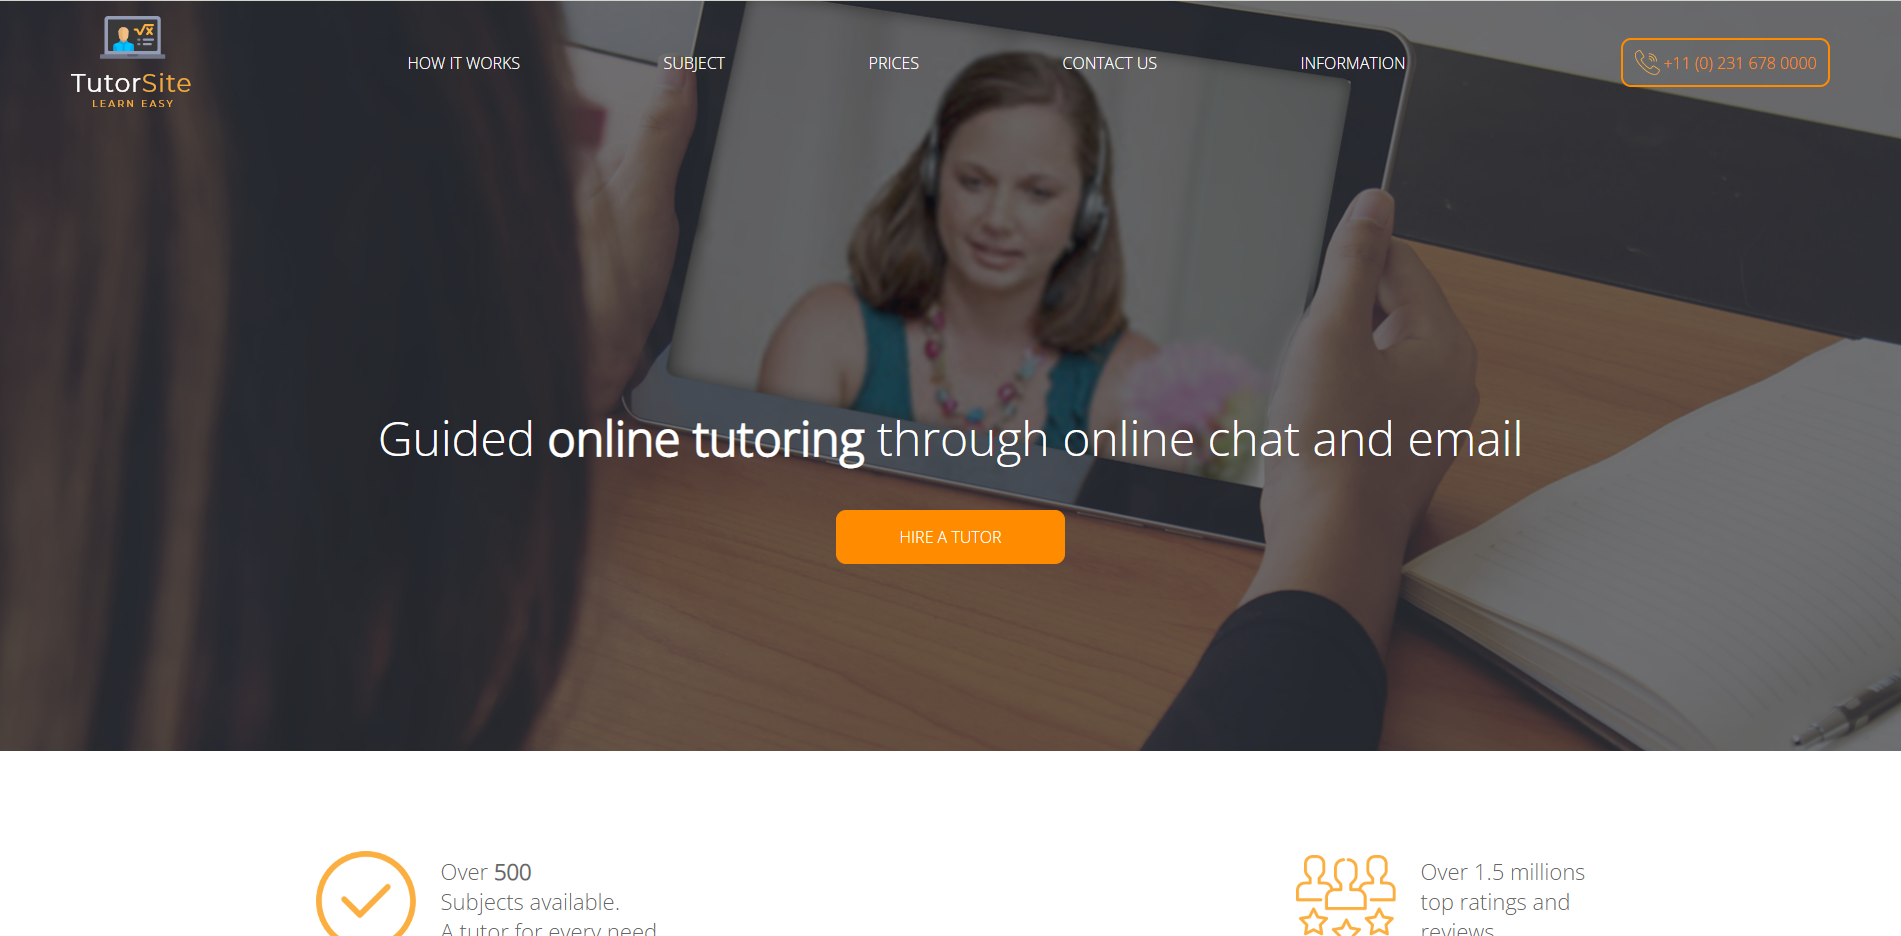 TutorSite
LEARN EASY
HOW IT WORKS
SUBJECT
PRICES
CONTACT US
INFORMATION
+11 (0) 231 678 0000
Guided online tutoring through online chat and email
HIRE A TUTOR
Over 500
Subjects available.
A tutor for every need
Over 1.5 millions
top ratings and
reviews